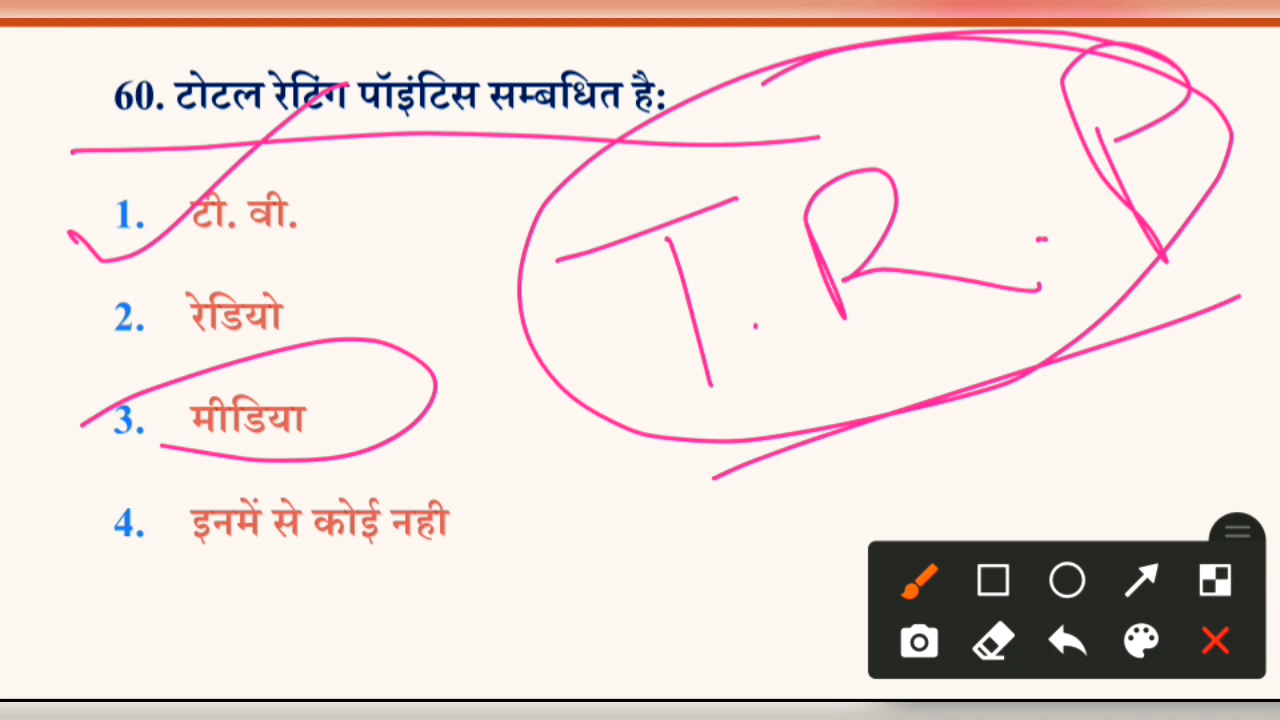 60. टोटल रेटिंग पॉइंटिस सम्बधित है:
T. R. P
1. टी. वी.
2. रेडियो
3. मीडिया
4. इनमें से कोई नही